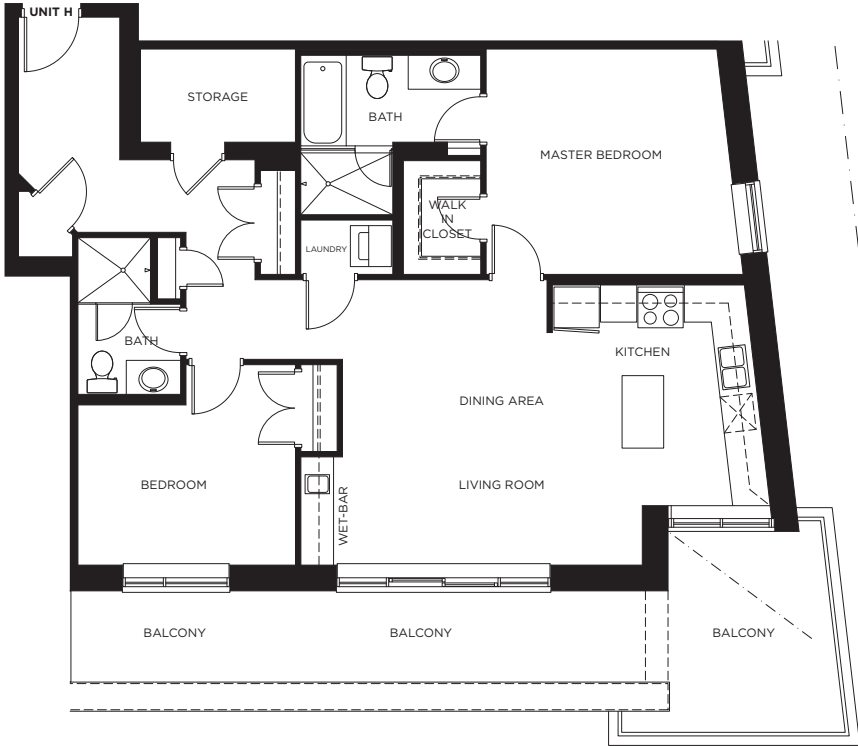 UNIT H
STORAGE
BATH
MASTER BEDROOM
WALK
IN
CLOSET
LAUNDRY
BATH
KITCHEN
DINING AREA
BEDROOM
LIVING ROOM
WET-BAR
BALCONY
BALCONY
BALCONY